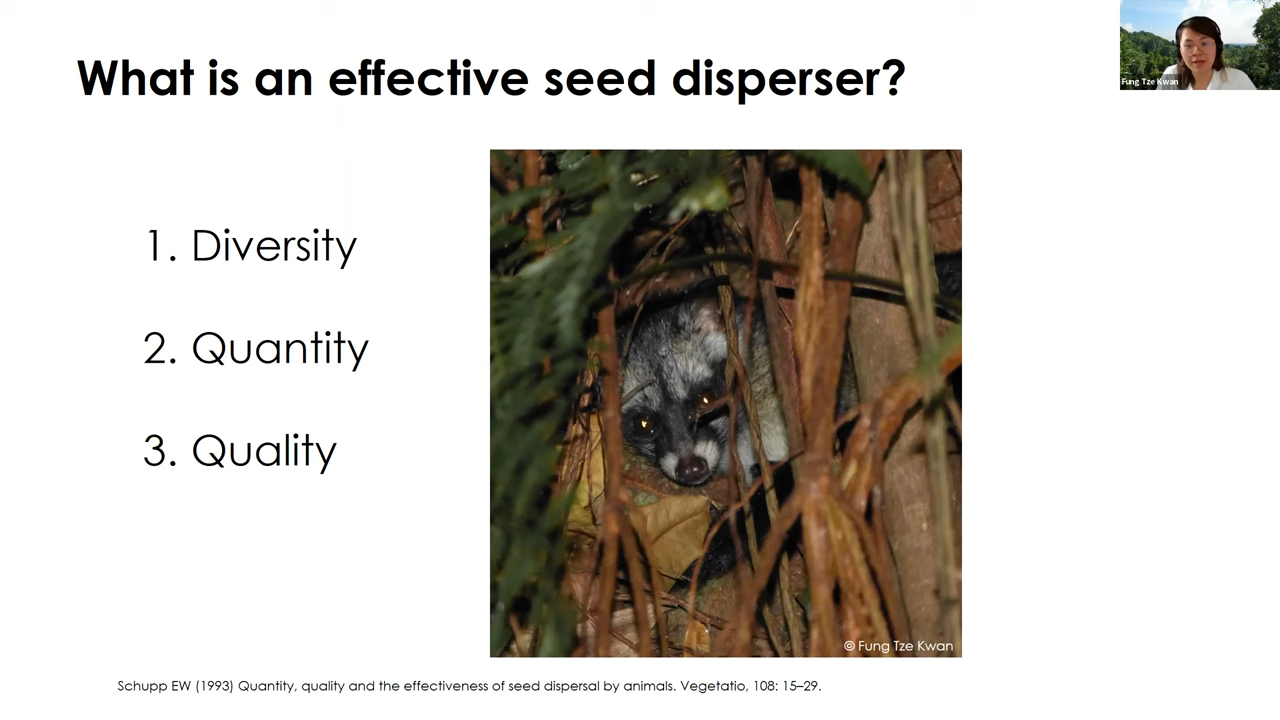 What is an effective seed disperser?
Fung Tze Kwan
1. Diversity
2. Quantity
3. Quality
© Fung Tze Kwan
Schupp EW (1993) Quantity, quality and the effectiveness of seed dispersal by animals. Vegetatio, 108: 15–29.